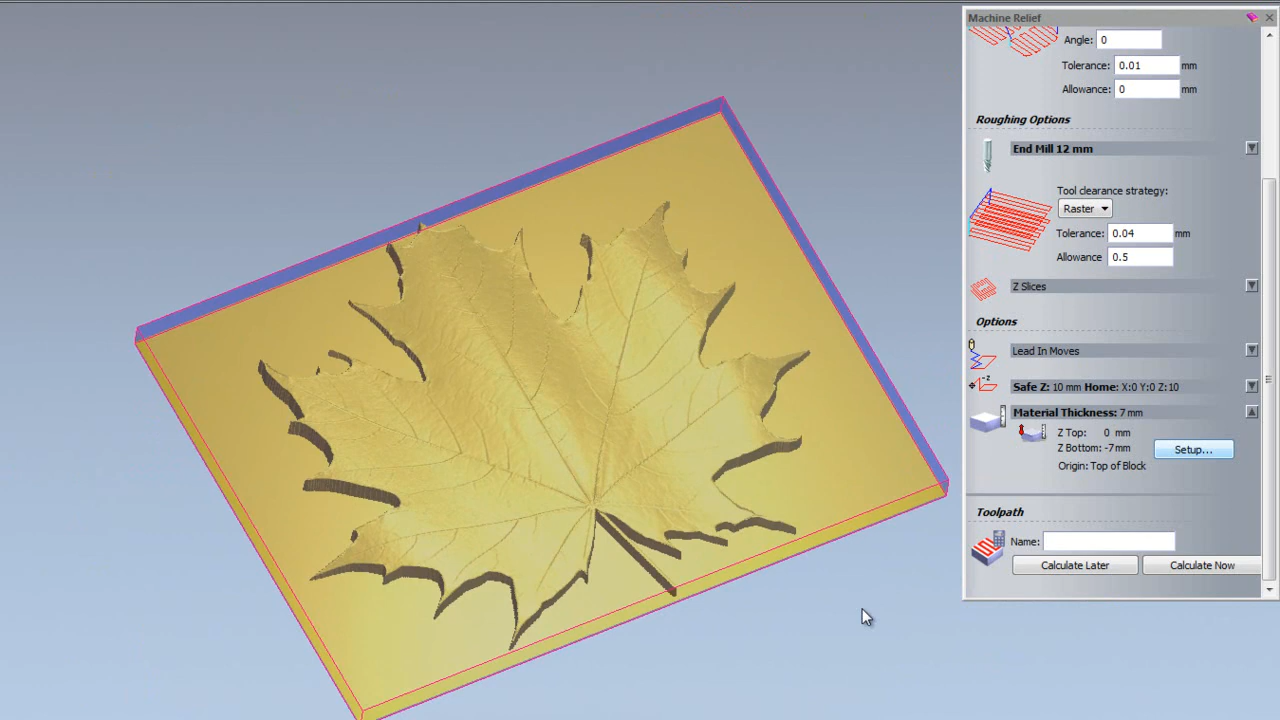 Machine Relief
Angle: 0
Tolerance: 0.01 mm
Allowance: 0 mm
Roughing Options
End Mill 12 mm
Tool clearance strategy:
Raster
Tolerance: 0.04 mm
Allowance 0.5
Z Slices
Options
Lead In Moves
-z
Safe Z: 10 mm Home: X:0 Y:0 Z:10
Material Thickness: 7 mm
Z Top: 0 mm
Z Bottom: -7mm
Setup...
Origin: Top of Block
Toolpath
Name:
Calculate Later Calculate Now